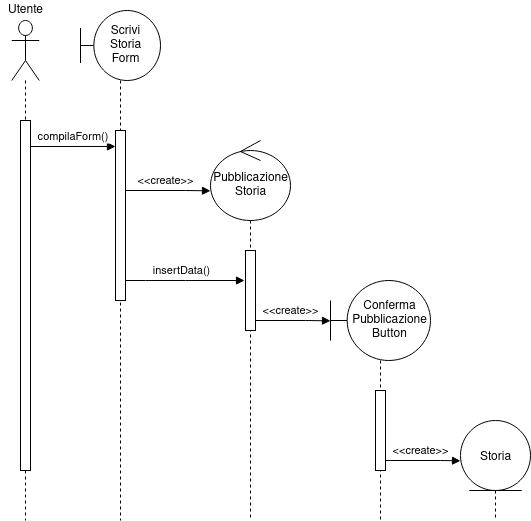 Utente
Scrivi
Storia
Form
compilaForm()
<<create>>
Pubblicazione
Storia
insertData()
<<create>>
Conferma
Pubblicazione
Button
<<create>>
Storia